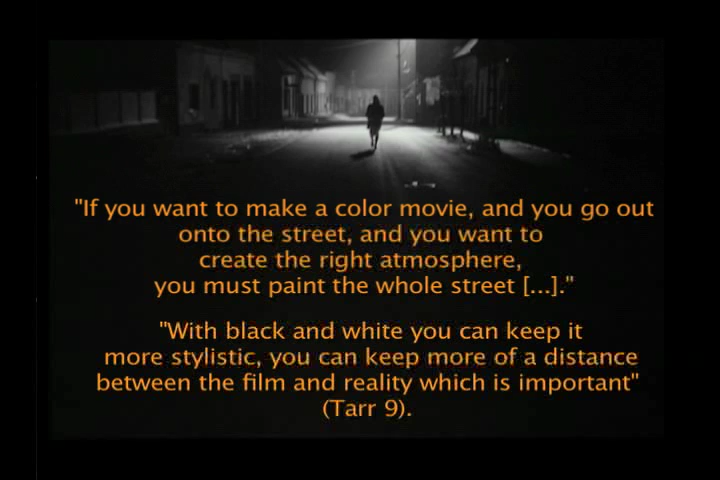 "If you want to make a color movie, and you go out
onto the street, and you want to
create the right atmosphere,
you must paint the whole street [...]."
"With black and white you can keep it
more stylistic, you can keep more of a distance
between the film and reality which is important"
(Tarr 9).